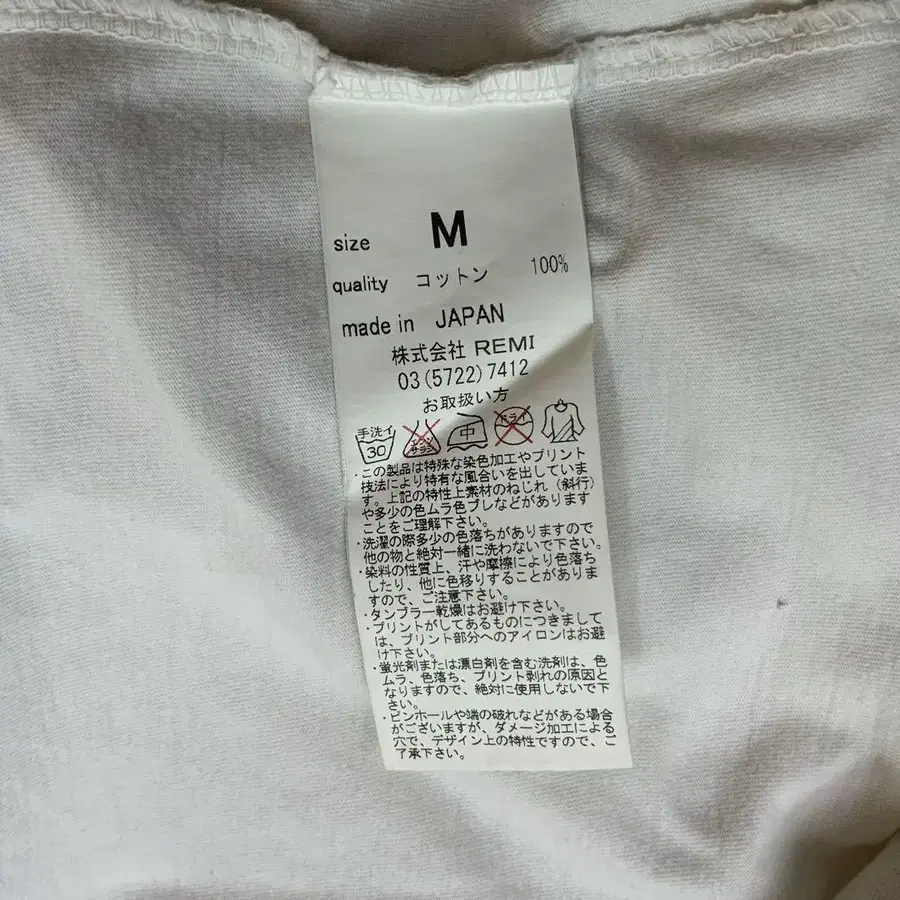 size M
quality コットン 100%
made in JAPAN
株式会社 REMI
03(5722)7412
お取扱い方
手洗イ 30 エンソサラシ 中 ドライ
・この製品は特殊な染色加工やプリント
技法により特有な風合いを出していま
す。上記の特性上素材のねじれ(斜行)
や多少の色ムラ色ブレなどがあります
ことをご理解下さい。
・洗濯の際多少の色落ちがありますので
他の物と絶対一緒に洗わないで下さい。
・染料の性質上、汗や摩擦により色落ち
したり、他に色移りすることがありま
すので、ご注意下さい。
・タンブラー乾燥はお避け下さい。
・プリントがしてあるものにつきまして
は、プリント部分へのアイロンはお避
け下さい。
・蛍光剤または漂白剤を含む洗剤は、色
ムラ、色落ち、プリント剥れの原因と
なりますので、絶対に使用しないで下
さい。
・ピンホールや端の破れなどがある場合
がございますが、ダメージ加工による
穴で、デザイン上の特性ですので、ご
了承下さい。